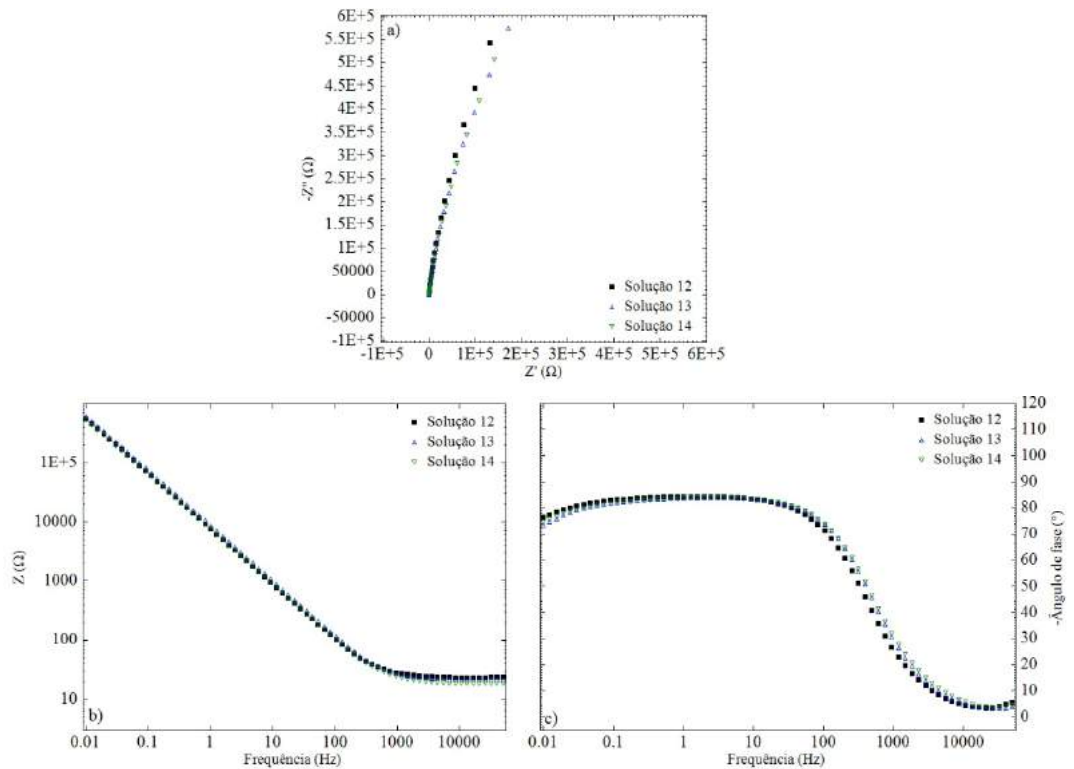 6E+5
a)
5.5E+5
5E+5
4.5E+5
4E+5
3.5E+5
3E+5
2.5E+5
2E+5
1.5E+5
1E+5
50000
0
-50000
-1E+5
-Z'' (Ω)
Solução 12
Solução 13
Solução 14
-1E+5 0 1E+5 2E+5 3E+5 4E+5 5E+5 6E+5
Z' (Ω)
1E+5
10000
1000
100
10
Z (Ω)
Solução 12
Solução 13
Solução 14
b)
0.01 0.1 1 10 100 1000 10000
Frequência (Hz)
Solução 12
Solução 13
Solução 14
120
110
100
90
80
70
60
50
40
30
20
10
0
-Ângulo de fase (°)
c)
0.01 0.1 1 10 100 1000 10000
Frequência (Hz)